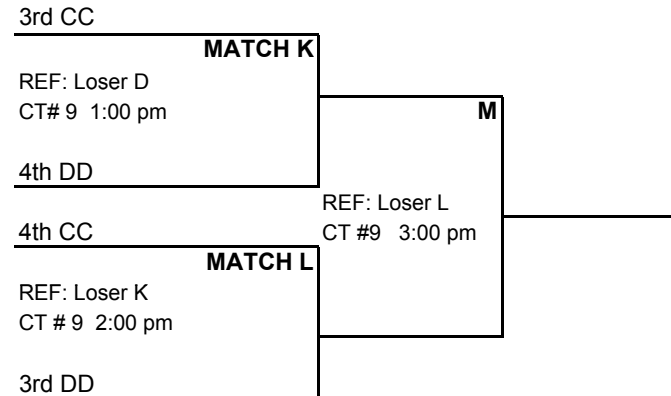 3rd CC
MATCH K
REF: Loser D
CT# 9 1:00 pm
M
4th DD
REF: Loser L
CT #9 3:00 pm
4th CC
MATCH L
REF: Loser K
CT # 9 2:00 pm
3rd DD